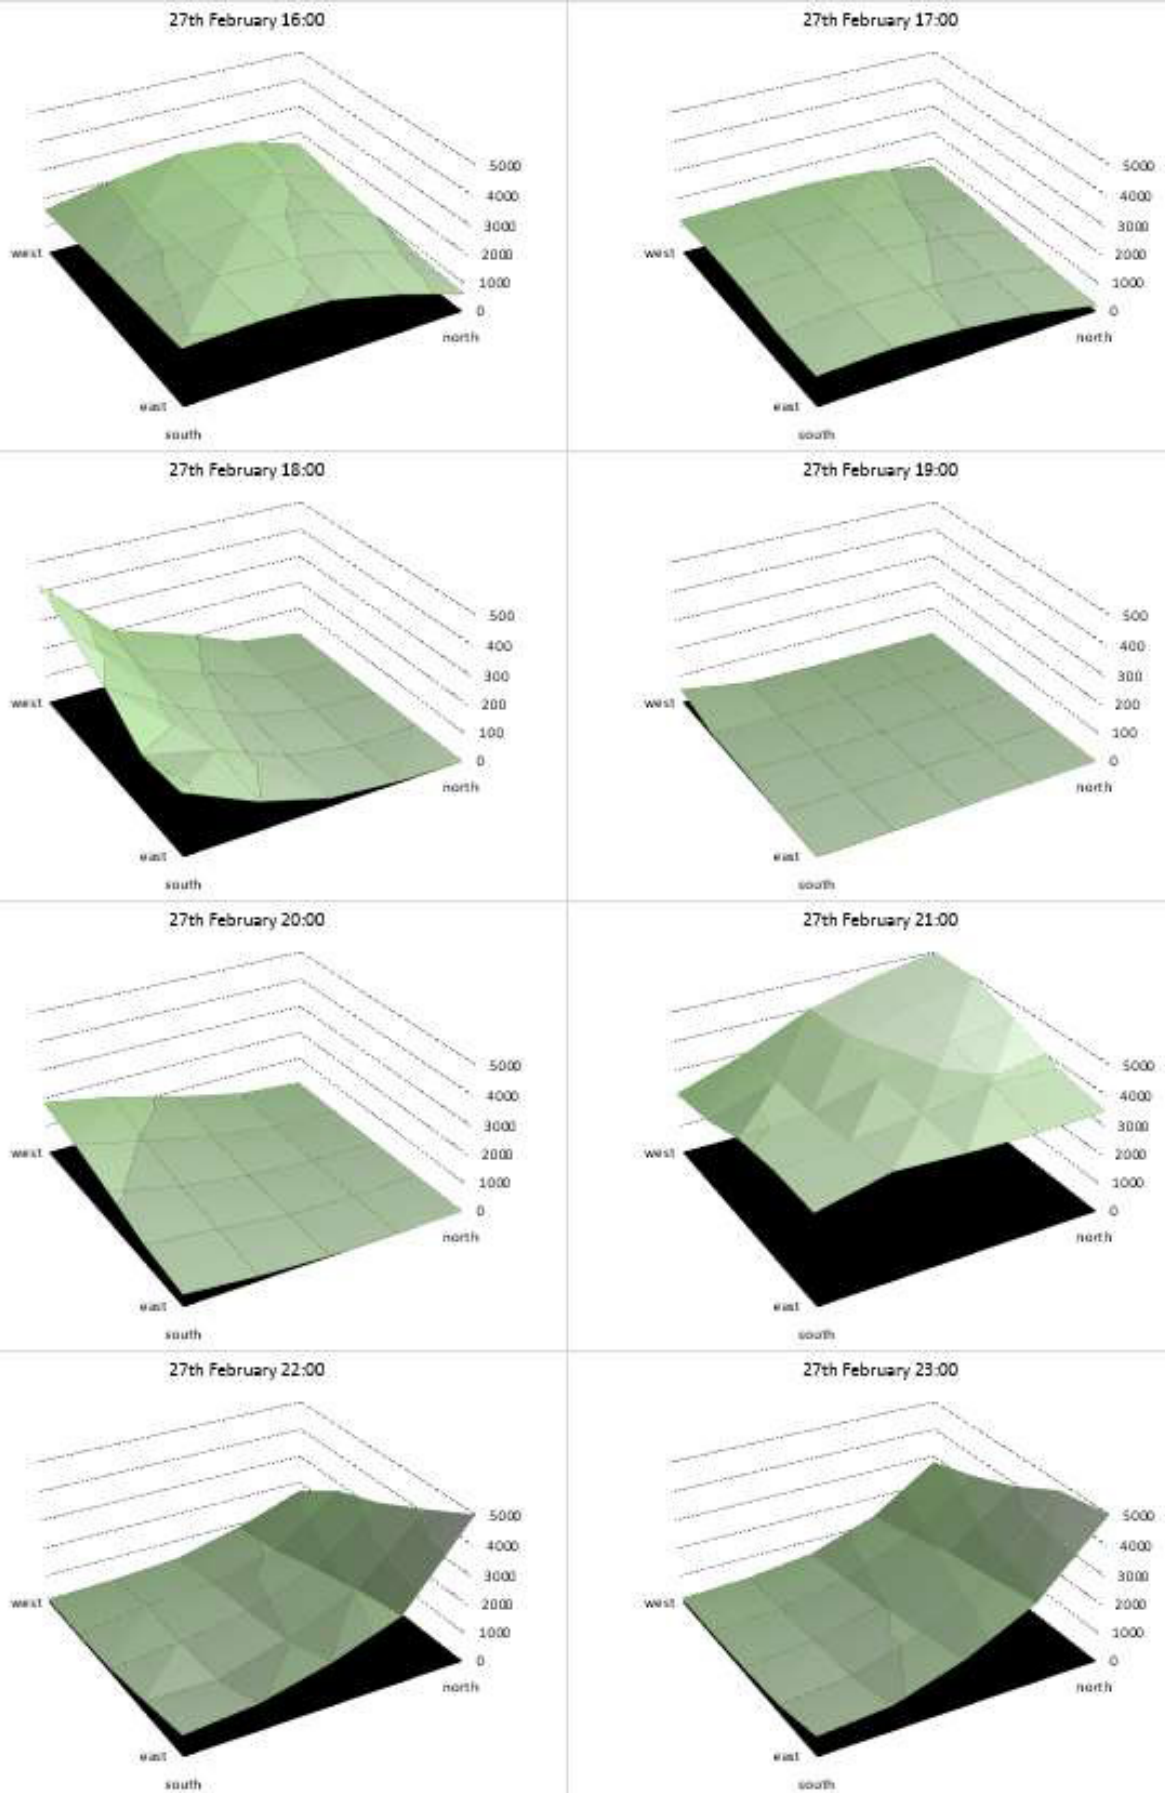 27th February 16:00
5000
4000
3000
2000
1000
0
west
north
east
south
27th February 17:00
5000
4000
3000
2000
1000
0
west
north
east
south
27th February 18:00
500
400
300
200
100
0
west
north
east
south
27th February 19:00
500
400
300
200
100
0
west
north
east
south
27th February 20:00
5000
4000
3000
2000
1000
0
west
north
east
south
27th February 21:00
5000
4000
3000
2000
1000
0
west
north
east
south
27th February 22:00
5000
4000
3000
2000
1000
0
west
north
east
south
27th February 23:00
5000
4000
3000
2000
1000
0
west
north
east
south